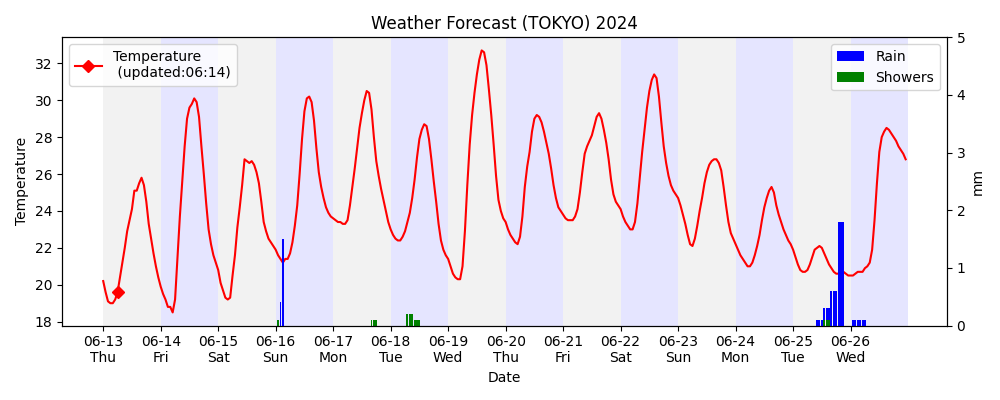 Weather Forecast (TOKYO) 2024
Temperature
(updated:06:14)
Rain
Showers
Temperature
32
30
28
26
24
22
20
18
5
4
3
2
1
0
mm
06-13 06-14 06-15 06-16 06-17 06-18 06-19 06-20 06-21 06-22 06-23 06-24 06-25 06-26
Thu Fri Sat Sun Mon Tue Wed Thu Fri Sat Sun Mon Tue Wed
Date